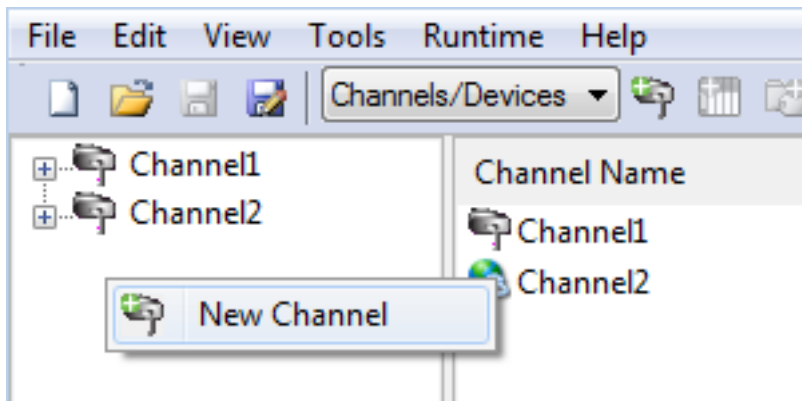 File Edit View Tools Runtime Help
Channels/Devices
Channel1
Channel2
New Channel
Channel Name
Channel1
Channel2